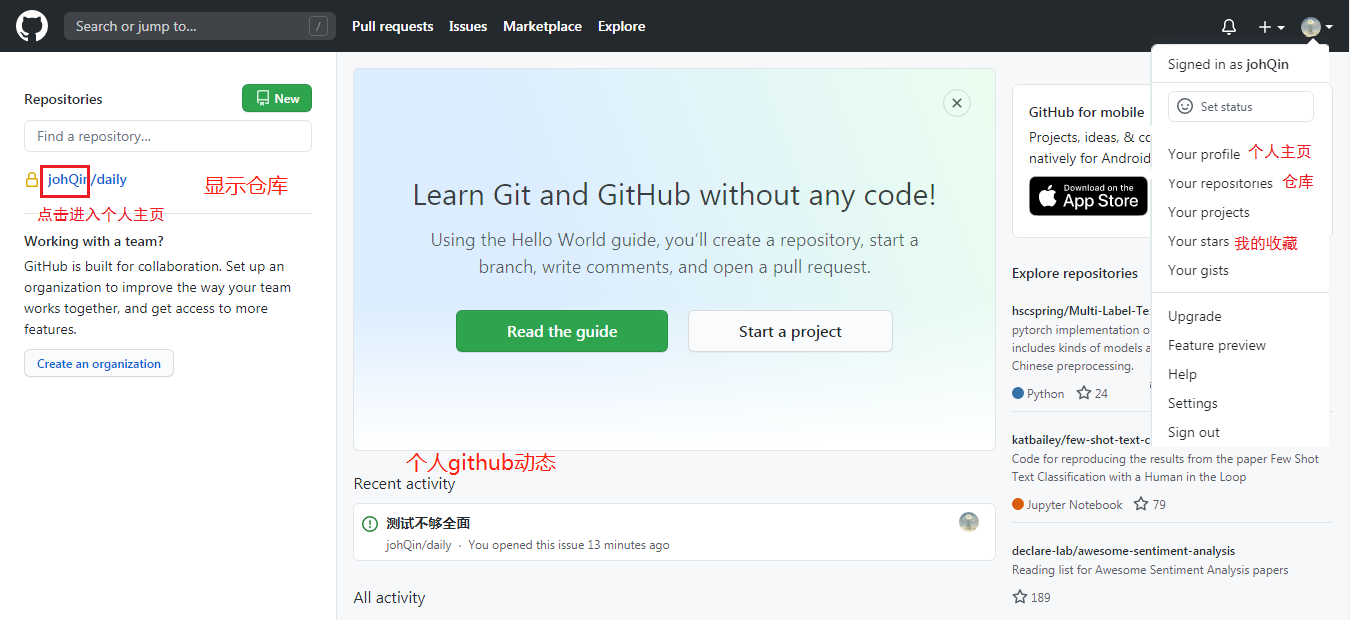 Search or jump to...
/
Pull requests
Issues
Marketplace
Explore
Repositories
New
Find a repository...
johQin/daily
显示仓库
点击进入个人主页
Working with a team?
GitHub is built for collaboration. Set up an
organization to improve the way your team
works together, and get access to more
features.
Create an organization
Learn Git and GitHub without any code!
Using the Hello World guide, you’ll create a repository, start a
branch, write comments, and open a pull request.
Read the guide
Start a project
个人github动态
Recent activity
测试不够全面
johQin/daily · You opened this issue 13 minutes ago
All activity
GitHub for mobile
Projects, ideas, &
natively for Android
Download on the
App Store
Explore repositories
hscspring/Multi-Label-
pytorch implementation
includes kinds of models
Chinese preprocessing.
Python
24
katbailey/few-shot-text-
Code for reproducing the results from the paper Few Shot
Text Classification with a Human in the Loop
Jupyter Notebook
79
declare-lab/awesome-sentiment-analysis
Reading list for Awesome Sentiment Analysis papers
189
Signed in as johQin
Set status
Your profile 个人主页
Your repositories 仓库
Your projects
Your stars 我的收藏
Your gists
Upgrade
Feature preview
Help
Settings
Sign out